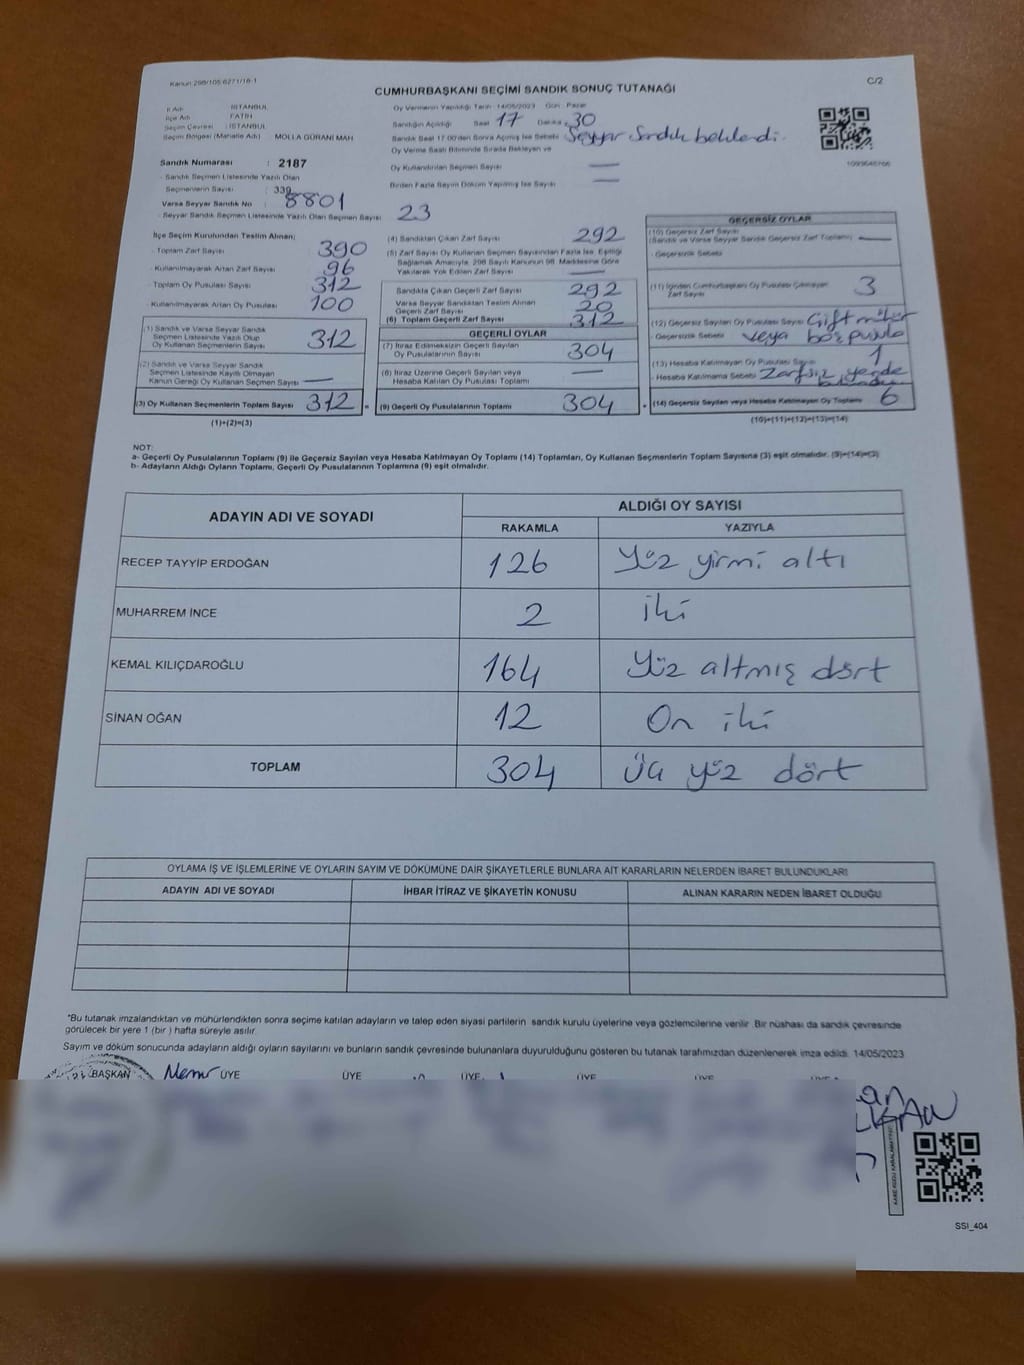 Kanun:298/105:6271/18-1
C/2
CUMHURBAŞKANI SEÇİMİ SANDIK SONUÇ TUTANAĞI
İl Adı : İSTANBUL
İlçe Adı : FATİH
Seçim Çevresi : İSTANBUL
Seçim Bölgesi (Mahalle Adı) : MOLLA GÜRANİ MAH.
Oy Vermenin Yapıldığı Tarih :14/05/2023 Gün : Pazar
Sandığın Açıldığı Saat 17 Dakika 30
Sandık Saat 17.00'den Sonra Açılmış İse Sebebi Seyyar Sandık beklendi.
Oy Verme Saati Bitiminde Sırada Bekleyen ve
Oy Kullandırılan Seçmen Sayısı —
Birden Fazla Sayım Döküm Yapılmış İse Sayısı —
Sandık Numarası : 2187
- Sandık Seçmen Listesinde Yazılı Olan
Seçmenlerin Sayısı : 339
Varsa Seyyar Sandık No : 8801
- Seyyar Sandık Seçmen Listesinde Yazılı Olan Seçmen Sayısı 23
İlçe Seçim Kurulundan Teslim Alınan;
- Toplam Zarf Sayısı 390
- Kullanılmayarak Artan Zarf Sayısı 96
- Toplam Oy Pusulası Sayısı 312
- Kullanılmayarak Artan Oy Pusulası 100
(1) Sandık ve Varsa Seyyar Sandık
Seçmen Listesinde Yazılı Olup
Oy Kullanan Seçmenlerin Sayısı 312
(2) Sandık ve Varsa Seyyar Sandık
Seçmen Listesinde Kayıtlı Olmayan
Kanun Gereği Oy Kullanan Seçmen Sayısı —
(3) Oy Kullanan Seçmenlerin Toplam Sayısı 312 =
(1)+(2)=(3)
(4) Sandıktan Çıkan Zarf Sayısı 292
(5) Zarf Sayısı Oy Kullanan Seçmen Sayısından Fazla İse, Eşitliği
Sağlamak Amacıyla, 298 Sayılı Kanunun 98. Maddesine Göre
Yakılarak Yok Edilen Zarf Sayısı —
Sandıkta Çıkan Geçerli Zarf Sayısı 292
Varsa Seyyar Sandıktan Teslim Alınan
Geçerli Zarf Sayısı 20
(6) Toplam Geçerli Zarf Sayısı 312
GEÇERLİ OYLAR
(7) İtiraz Edilmeksizin Geçerli Sayılan
Oy Pusulalarının Sayısı 304
(8) İtiraz Üzerine Geçerli Sayılan veya
Hesaba Katılan Oy Pusulası Toplamı —
(9) Geçerli Oy Pusulalarının Toplamı 304 +
GEÇERSİZ OYLAR
(10) Geçersiz Zarf Sayısı
(Sandık ve Varsa Seyyar Sandık Geçersiz Zarf Toplamı) —
- Geçersizlik Sebebi
(11) İçinden Cumhurbaşkanı Oy Pusulası Çıkmayan
Zarf Sayısı 3
(12) Geçersiz Sayılan Oy Pusulası Sayısı Çift mühür
- Geçersizlik Sebebi veya boş pusula
(13) Hesaba Katılmayan Oy Pusulası Sayısı 1
- Hesaba Katılmama Sebebi Zarfsız yerde
(14) Geçersiz Sayılan veya Hesaba Katılmayan Oy Toplamı 6
(10)+(11)+(12)+(13)=(14)
NOT:
a- Geçerli Oy Pusulalarının Toplamı (9) ile Geçersiz Sayılan veya Hesaba Katılmayan Oy Toplamı (14) Toplamları, Oy Kullanan Seçmenlerin Toplam Sayısına (3) eşit olmalıdır. (9)+(14)=(3)
b- Adayların Aldığı Oyların Toplamı, Geçerli Oy Pusulalarının Toplamına (9) eşit olmalıdır.
ADAYIN ADI VE SOYADI
ALDIĞI OY SAYISI
RAKAMLA YAZIYLA
RECEP TAYYİP ERDOĞAN 126 Yüz yirmi altı
MUHARREM İNCE 2 iki
KEMAL KILIÇDAROĞLU 164 Yüz altmış dört
SİNAN OĞAN 12 On iki
TOPLAM 304 üç yüz dört
OYLAMA İŞ VE İŞLEMLERİNE VE OYLARIN SAYIM VE DÖKÜMÜNE DAİR ŞİKAYETLERLE BUNLARA AİT KARARLARIN NELERDEN İBARET BULUNDUKLARI
ADAYIN ADI VE SOYADI İHBAR İTİRAZ VE ŞİKAYETİN KONUSU ALINAN KARARIN NEDEN İBARET OLDUĞU
*Bu tutanak imzalandıktan ve mühürlendikten sonra seçime katılan adayların ve talep eden siyasi partilerin sandık kurulu üyelerine veya gözlemcilerine verilir. Bir nüshası da sandık çevresinde
görülecek bir yere 1 (bir ) hafta süreyle asılır.
Sayım ve döküm sonucunda adayların aldığı oyların sayılarını ve bunların sandık çevresinde bulunanlara duyurulduğunu gösteren bu tutanak tarafımızdan düzenlenerek imza edildi. 14/05/2023
BAŞKAN ÜYE ÜYE ÜYE ÜYE ÜYE
SSI_404